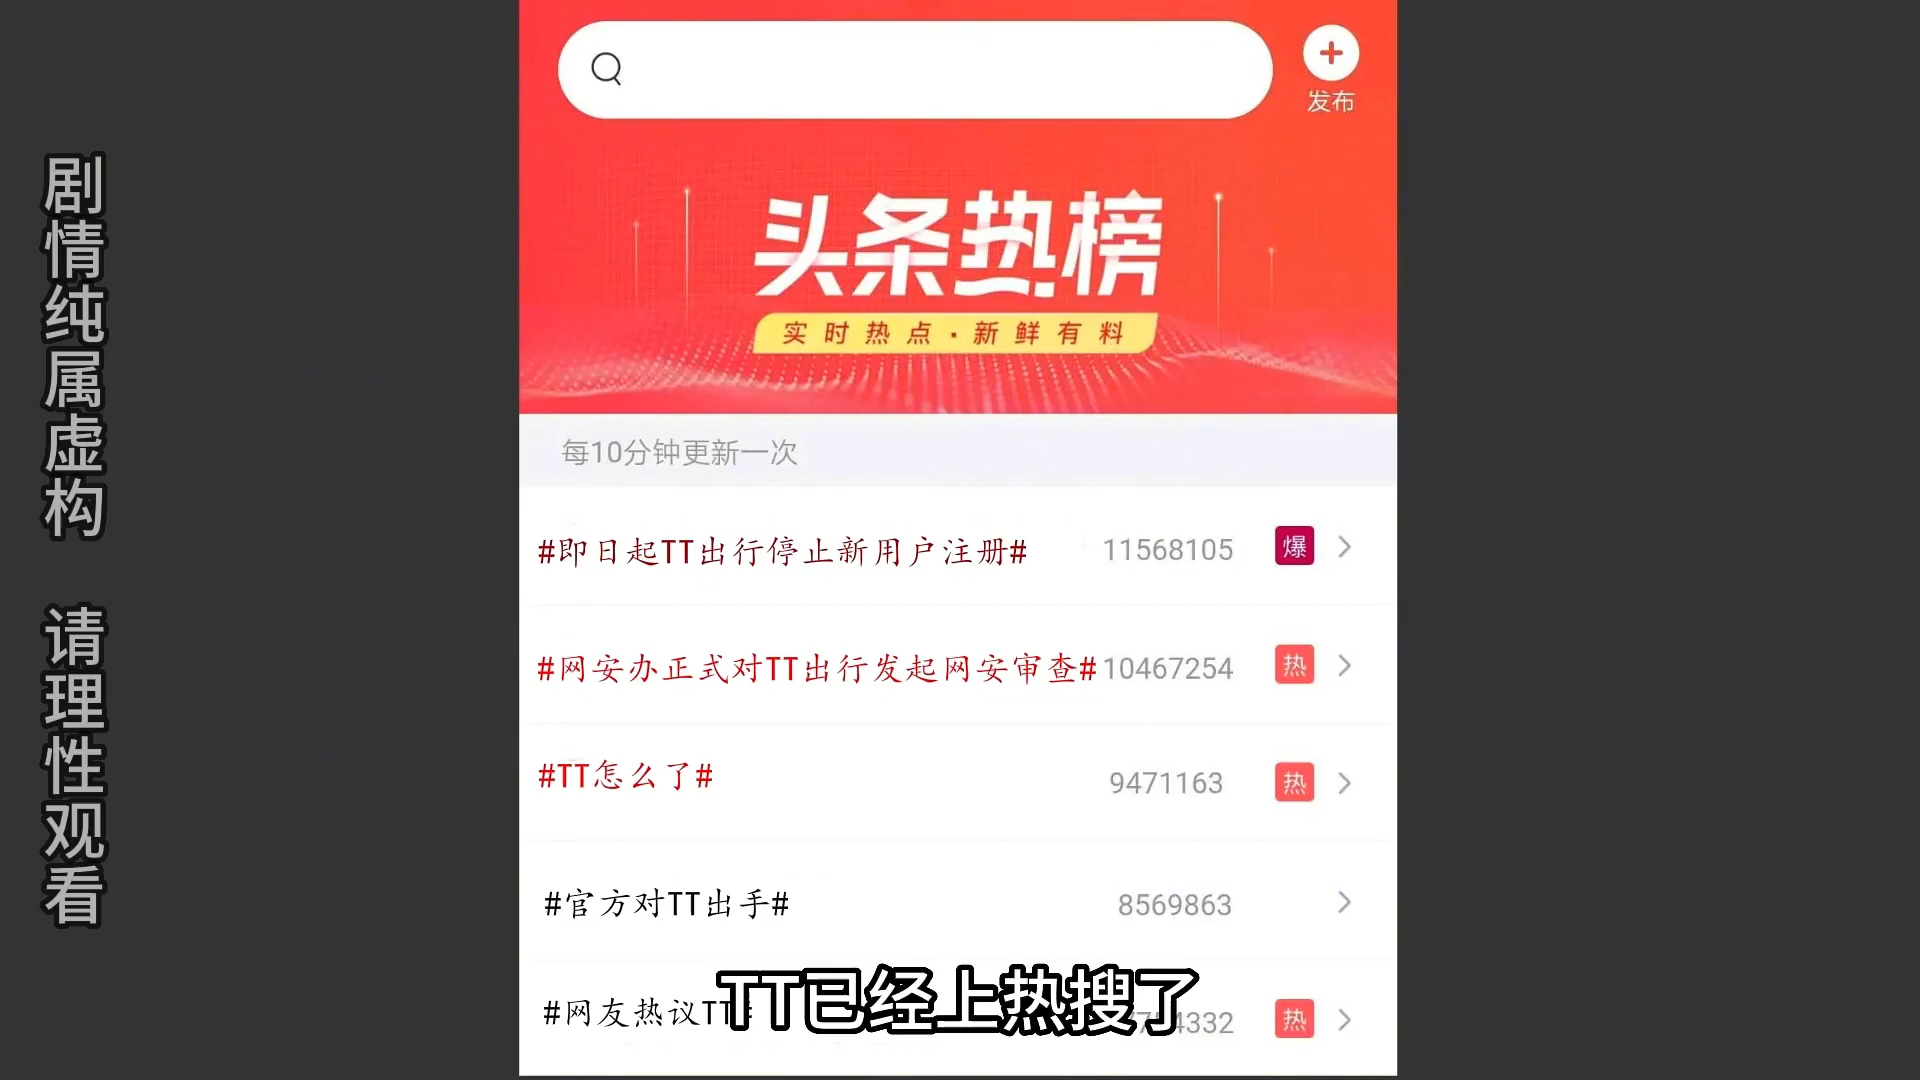 剧情纯属虚构 请理性观看
发布
头条热榜
实时热点·新鲜有料
每10分钟更新一次
#即日起TT出行停止新用户注册# 11568105 爆
#网安办正式对TT出行发起网安审查# 10467254 热
#TT怎么了# 9471163 热
#官方对TT出手# 8569863
#网友热议TT# 4332 热
TT已经上热搜了